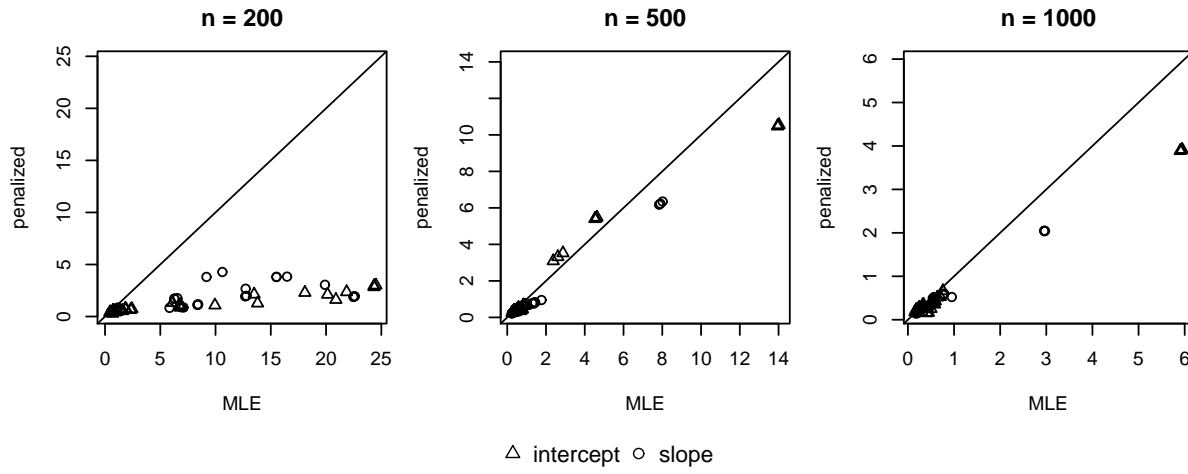 n = 200
n = 500
n = 1000
25
20
15
10
5
0
penalized
0 5 10 15 20 25
MLE
14
10
8
6
4
2
0
penalized
0 2 4 6 8 10 14
MLE
6
5
4
3
2
1
0
penalized
0 1 2 3 4 5 6
MLE
intercept slope